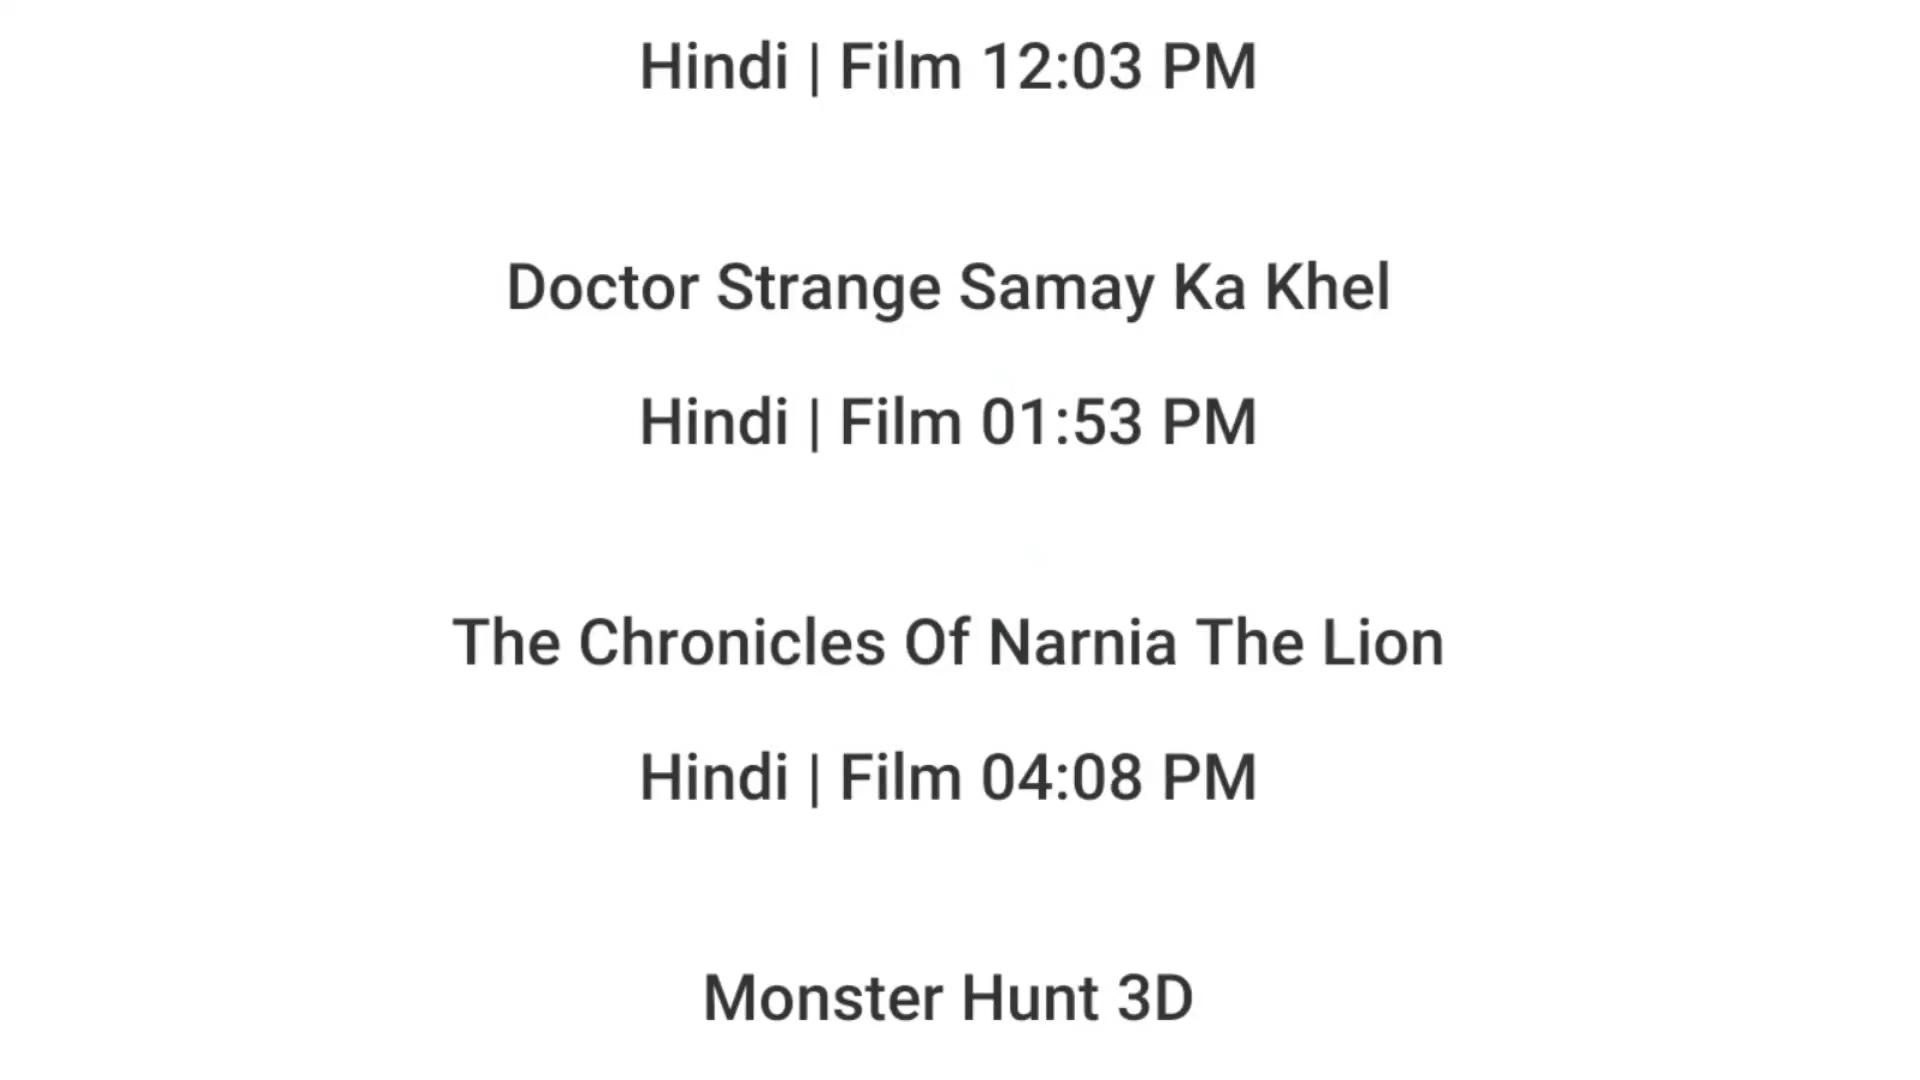 Hindi | Film 12:03 PM
Doctor Strange Samay Ka Khel
Hindi | Film 01:53 PM
The Chronicles Of Narnia The Lion
Hindi | Film 04:08 PM
Monster Hunt 3D